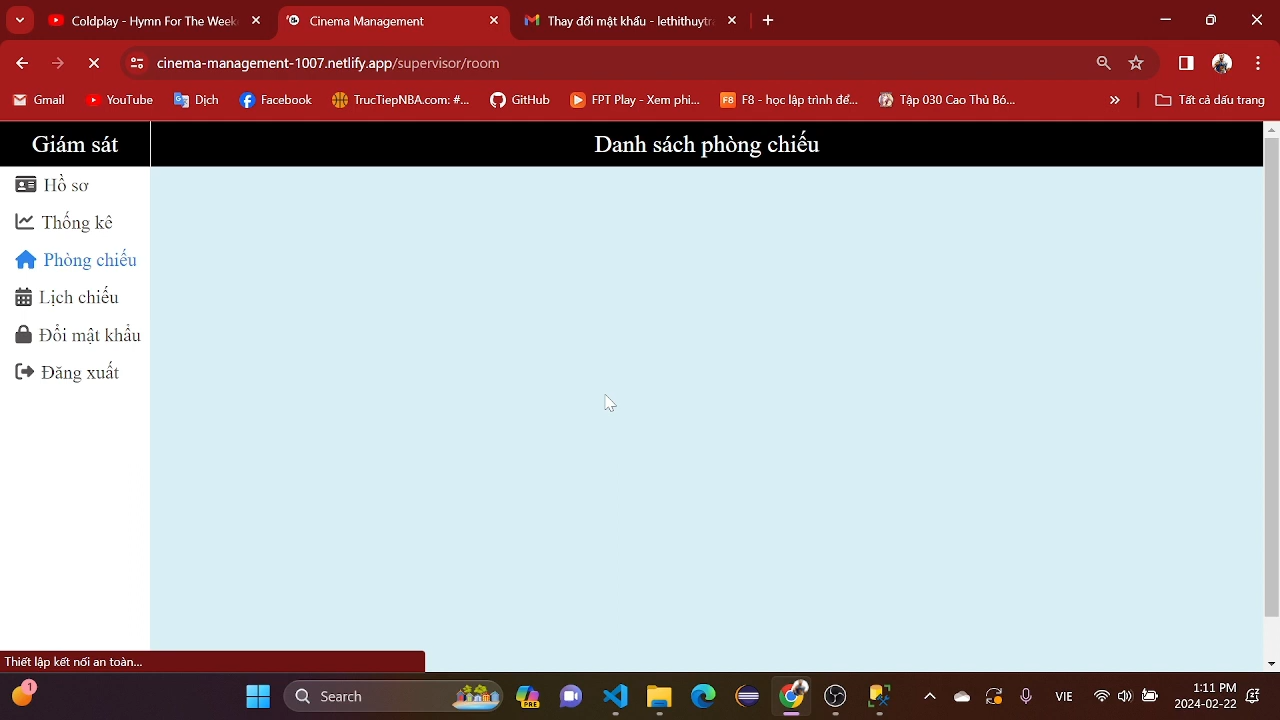 Coldplay - Hymn For The Week
Cinema Management
Thay đổi mật khẩu - lethithuytr
cinema-management-1007.netlify.app/supervisor/room
Gmail
YouTube
Dịch
Facebook
TrucTiepNBA.com: #...
GitHub
FPT Play - Xem phi...
F8 - học lập trình để...
Tập 030 Cao Thủ Bó...
»
Tất cả dấu trang
Giám sát
Danh sách phòng chiếu
Hồ sơ
Thống kê
Phòng chiếu
Lịch chiếu
Đổi mật khẩu
Đăng xuất
Thiết lập kết nối an toàn...
1
Search
PRE
VIE
1:11 PM
2024-02-22